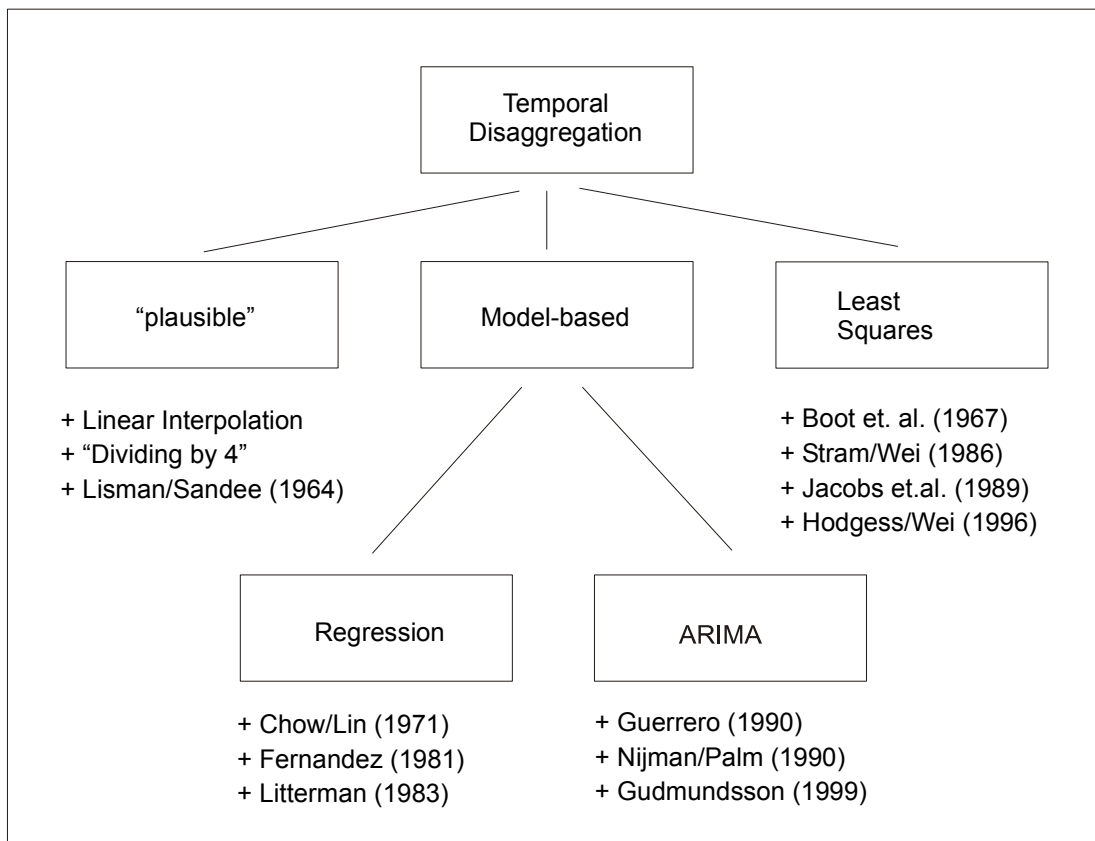 Temporal
Disaggregation
“plausible”
Model-based
Least
Squares
+ Linear Interpolation
+ “Dividing by 4”
+ Lisman/Sandee (1964)
+ Boot et. al. (1967)
+ Stram/Wei (1986)
+ Jacobs et.al. (1989)
+ Hodgess/Wei (1996)
Regression
ARIMA
+ Chow/Lin (1971)
+ Fernandez (1981)
+ Litterman (1983)
+ Guerrero (1990)
+ Nijman/Palm (1990)
+ Gudmundsson (1999)